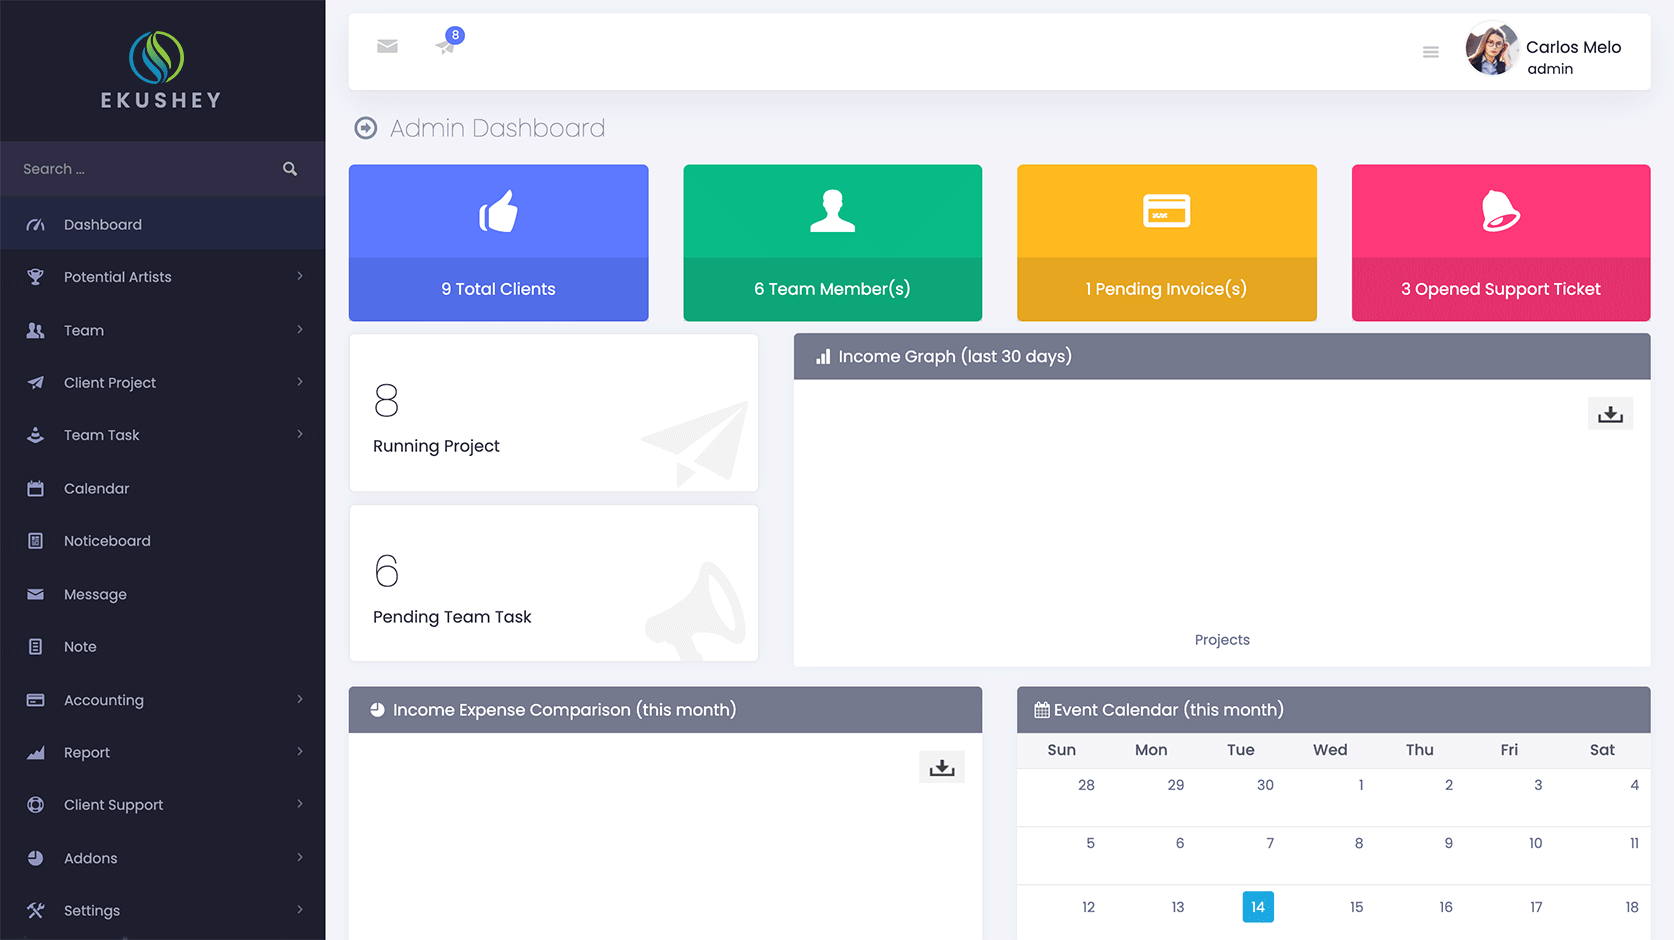 EKUSHEY
Search ...
Dashboard
Potential Artists
Team
Client Project
Team Task
Calendar
Noticeboard
Message
Note
Accounting
Report
Client Support
Addons
Settings
8
Carlos Melo
admin
Admin Dashboard
9 Total Clients
6 Team Member(s)
1 Pending Invoice(s)
3 Opened Support Ticket
8
Running Project
6
Pending Team Task
Income Graph (last 30 days)
Projects
Income Expense Comparison (this month)
Event Calendar (this month)
Sun Mon Tue Wed Thu Fri Sat
28 29 30 1 2 3 4
5 6 7 8 9 10 11
12 13 14 15 16 17 18